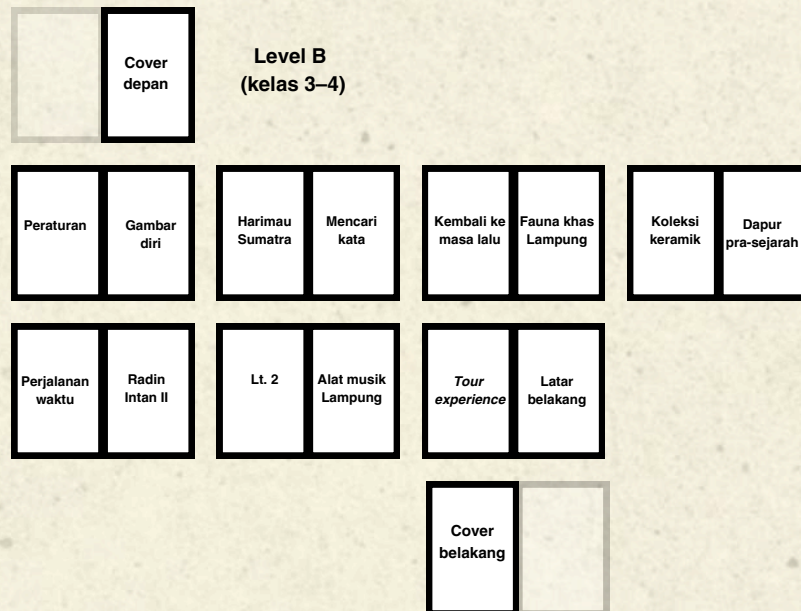 Cover
depan
Level B
(kelas 3–4)
Peraturan
Gambar
diri
Harimau
Sumatra
Mencari
kata
Kembali ke
masa lalu
Fauna khas
Lampung
Koleksi
keramik
Dapur
pra-sejarah
Perjalanan
waktu
Radin
Intan II
Lt. 2
Alat musik
Lampung
Tour
experience
Latar
belakang
Cover
belakang